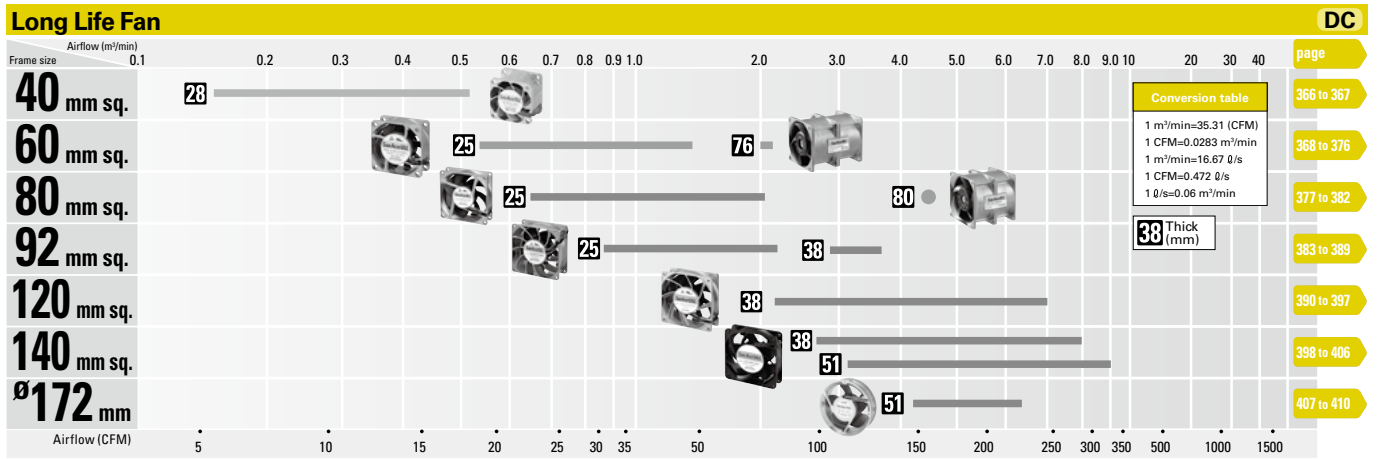 Long Life Fan DC
Airflow (m³/min)
Frame size 0.1 0.2 0.3 0.4 0.5 0.6 0.7 0.8 0.9 1.0 2.0 3.0 4.0 5.0 6.0 7.0 8.0 9.0 10 20 30 40 page
40 mm sq. 28 366 to 367
60 mm sq. 25 76 368 to 376
80 mm sq. 25 80 377 to 382
92 mm sq. 25 38 383 to 389
120 mm sq. 38 390 to 397
140 mm sq. 38 398 to 406
51
ø172 mm 51 407 to 410
Airflow (CFM) 5 10 15 20 25 30 35 50 100 150 200 250 300 350 500 1000 1500
Conversion table
1 m³/min=35.31 (CFM)
1 CFM=0.0283 m³/min
1 m³/min=16.67 ℓ/s
1 CFM=0.472 ℓ/s
1 ℓ/s=0.06 m³/min
38 Thick
(mm)